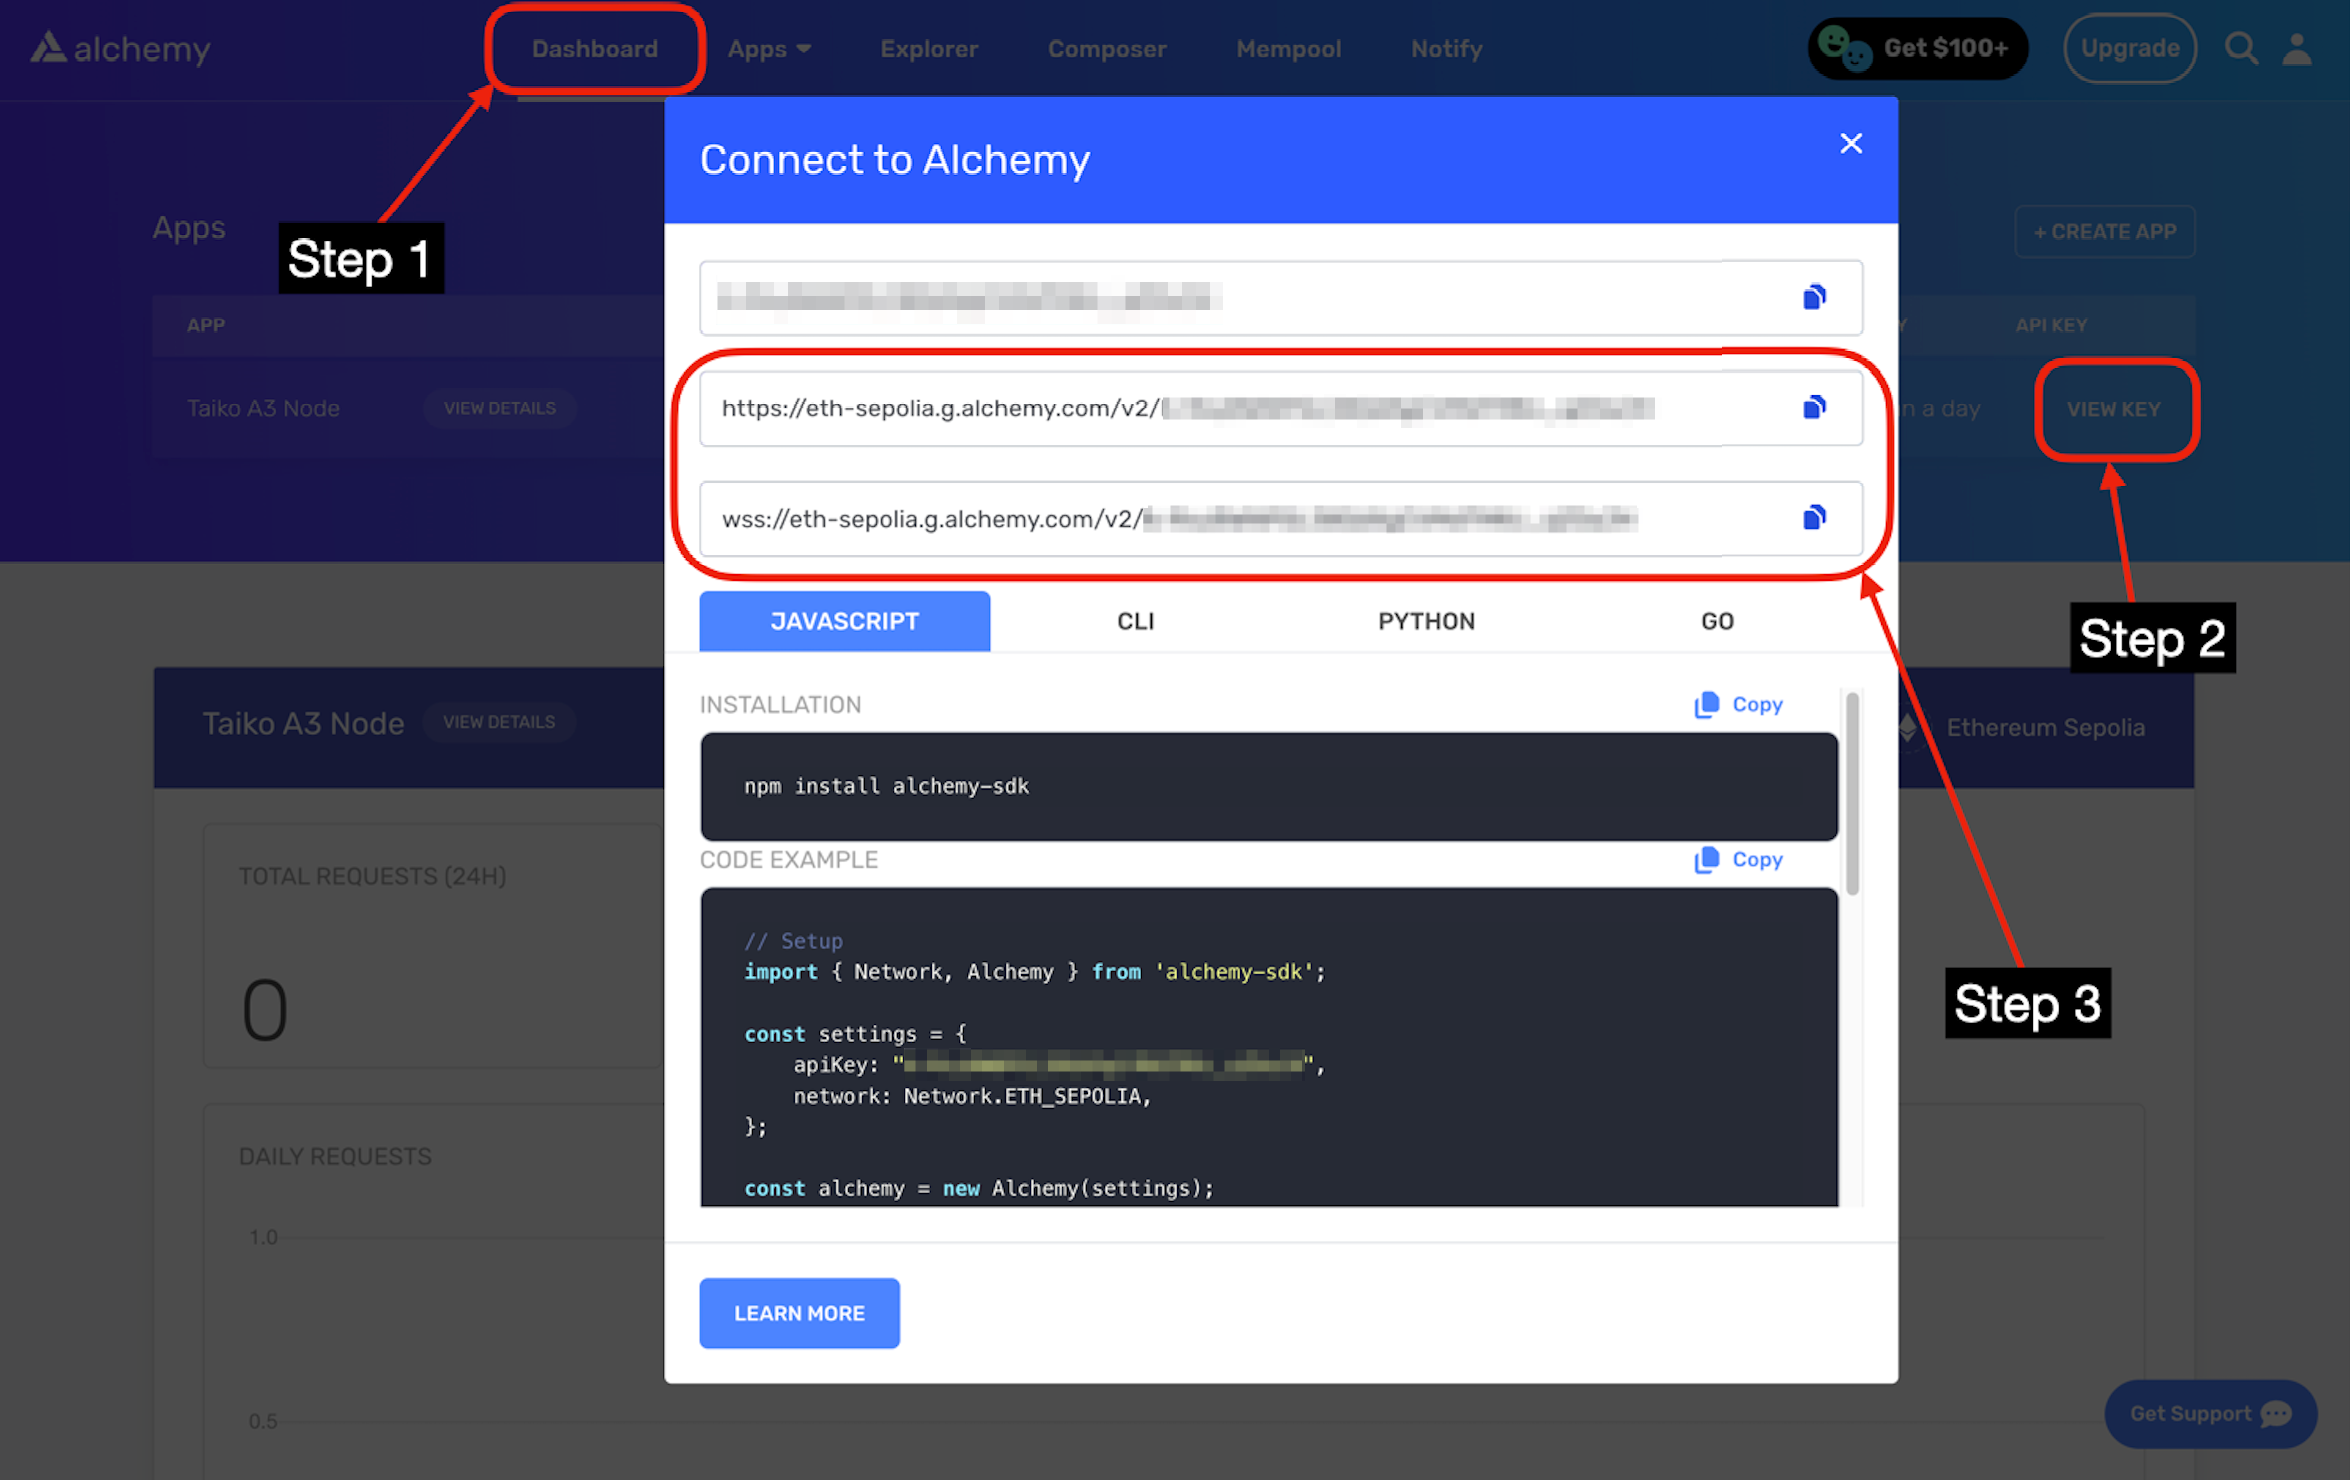 alchemy
Dashboard
Apps
Explorer
Composer
Mempool
Notify
Get $100+
Upgrade
Connect to Alchemy
Apps
Step 1
+ CREATE APP
APP
API KEY
Taiko A3 Node
VIEW DETAILS
https://eth-sepolia.g.alchemy.com/v2/
n a day
VIEW KEY
wss://eth-sepolia.g.alchemy.com/v2/
JAVASCRIPT
CLI
PYTHON
GO
Step 2
INSTALLATION
Copy
Taiko A3 Node
VIEW DETAILS
Ethereum Sepolia
npm install alchemy-sdk
CODE EXAMPLE
Copy
TOTAL REQUESTS (24H)
0
// Setup
import { Network, Alchemy } from 'alchemy-sdk';
Step 3
const settings = {
apiKey: "",
network: Network.ETH_SEPOLIA,
};
DAILY REQUESTS
const alchemy = new Alchemy(settings);
1.0
LEARN MORE
0.5
Get Support